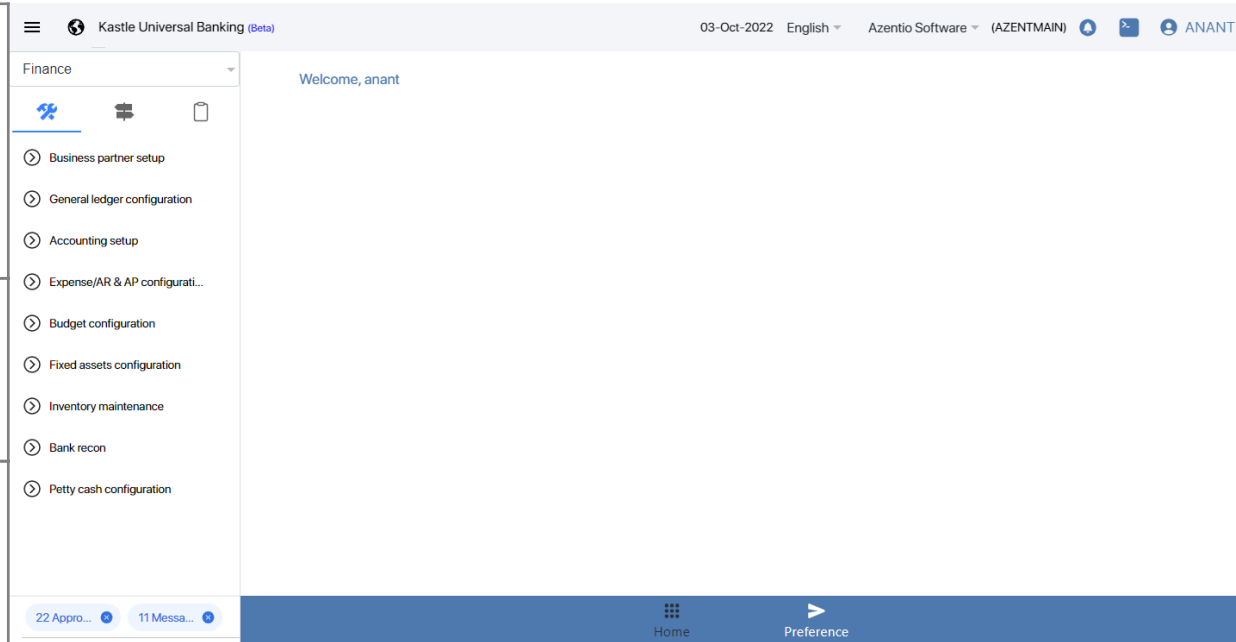 Kastle Universal Banking (Beta) 03-Oct-2022 English Azentio Software (AZENTMAIN) ANANT
Finance
Welcome, anant
Business partner setup
General ledger configuration
Accounting setup
Expense/AR & AP configurati...
Budget configuration
Fixed assets configuration
Inventory maintenance
Bank recon
Petty cash configuration
22 Appro... 11 Messa...
Home Preference